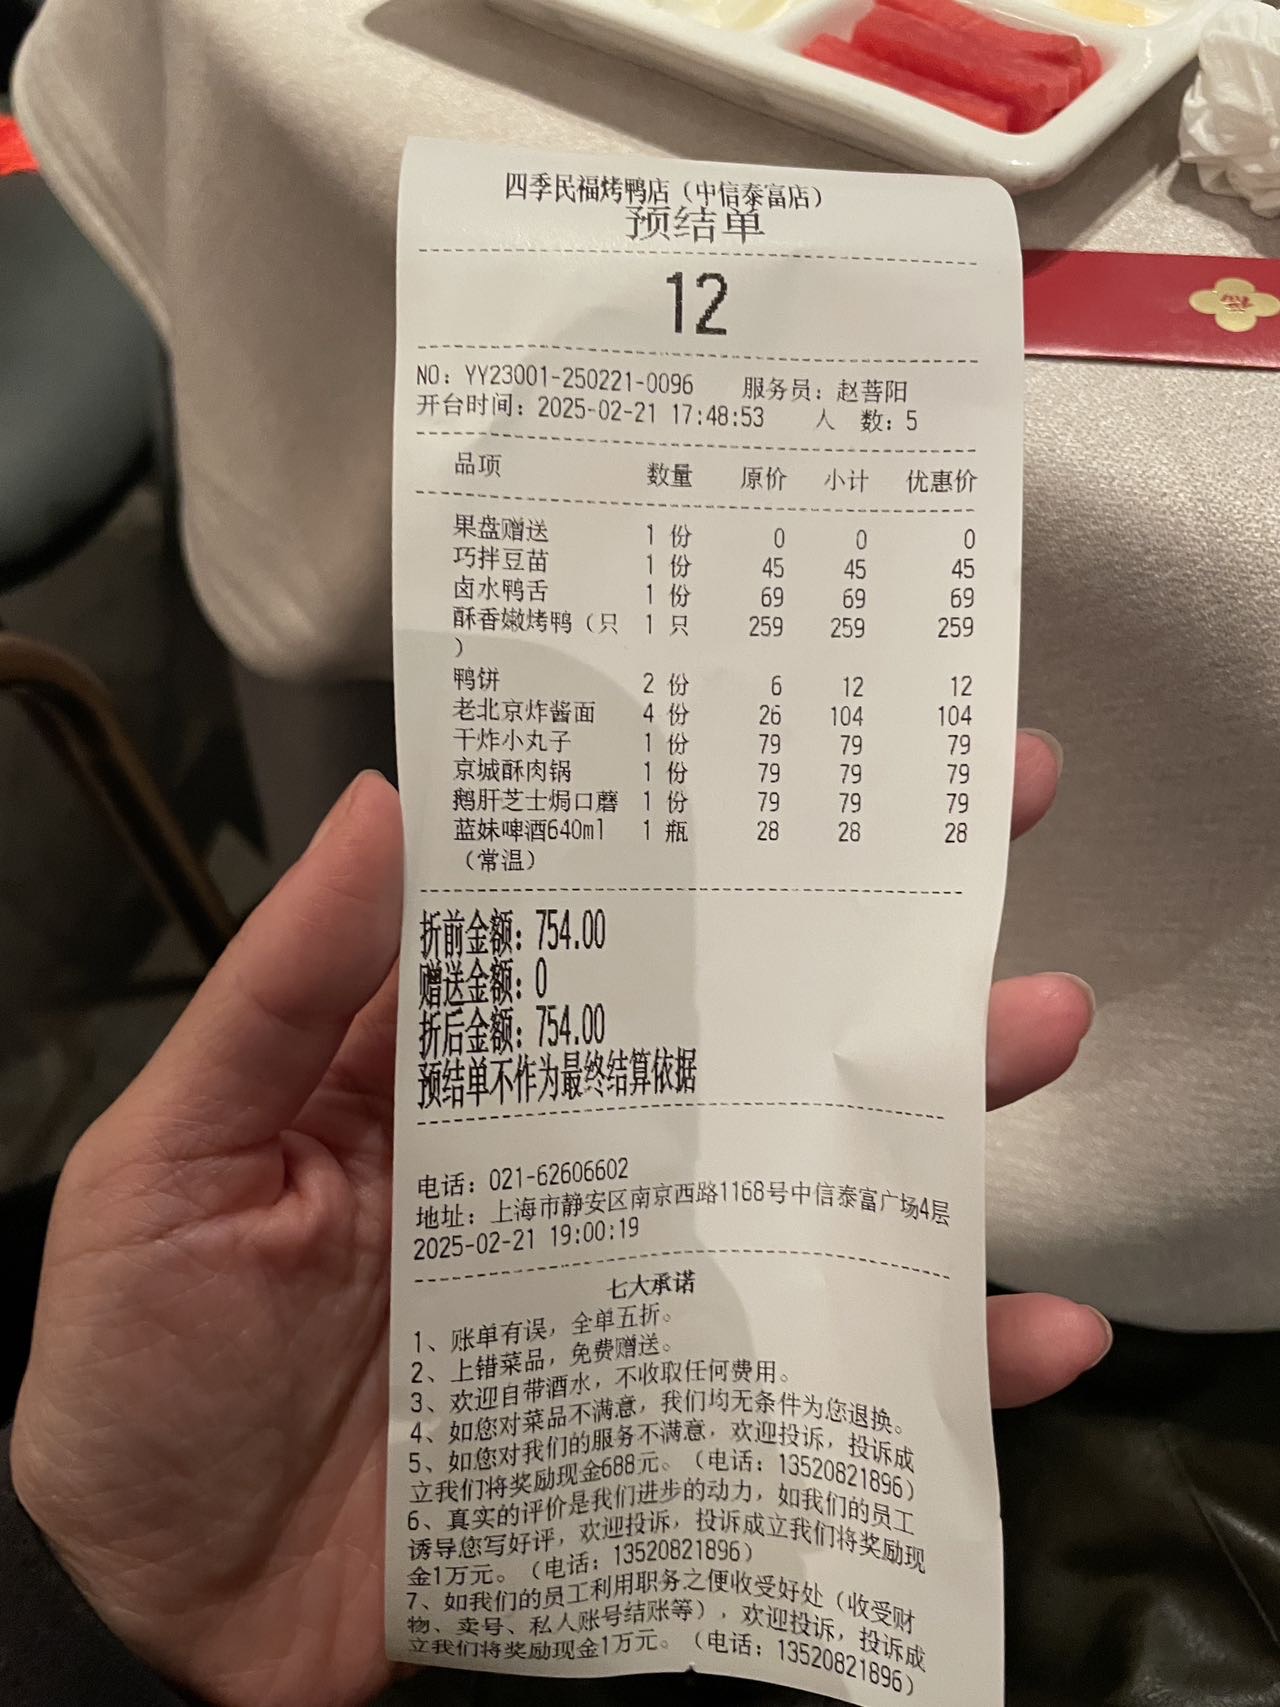 四季民福烤鸭店（中信泰富店）
预结单
12
NO：YY23001-250221-0096 服务员：赵菩阳
开台时间：2025-02-21 17:48:53 人 数：5
品项 数量 原价 小计 优惠价
果盘赠送 1 份 0 0 0
巧拌豆苗 1 份 45 45 45
卤水鸭舌 1 份 69 69 69
酥香嫩烤鸭（只 1 只 259 259 259
）
鸭饼 2 份 6 12 12
老北京炸酱面 4 份 26 104 104
干炸小丸子 1 份 79 79 79
京城酥肉锅 1 份 79 79 79
鹅肝芝士焗口蘑 1 份 79 79 79
蓝妹啤酒640ml 1 瓶 28 28 28
（常温）
折前金额：754.00
赠送金额：0
折后金额：754.00
预结单不作为最终结算依据
电话：021-62606602
地址：上海市静安区南京西路1168号中信泰富广场4层
2025-02-21 19:00:19
七大承诺
1、账单有误，全单五折。
2、上错菜品，免费赠送。
3、欢迎自带酒水，不收取任何费用。
4、如您对菜品不满意，我们均无条件为您退换。
5、如您对我们的服务不满意，欢迎投诉，投诉成
立我们将奖励现金688元。（电话：13520821896）
6、真实的评价是我们进步的动力，如我们的员工
诱导您写好评，欢迎投诉，投诉成立我们将奖励现
金1万元。（电话：13520821896）
7、如我们的员工利用职务之便收受好处（收受财
物、卖号、私人账号结账等），欢迎投诉，投诉成
立我们将奖励现金1万元。（电话：13520821896）